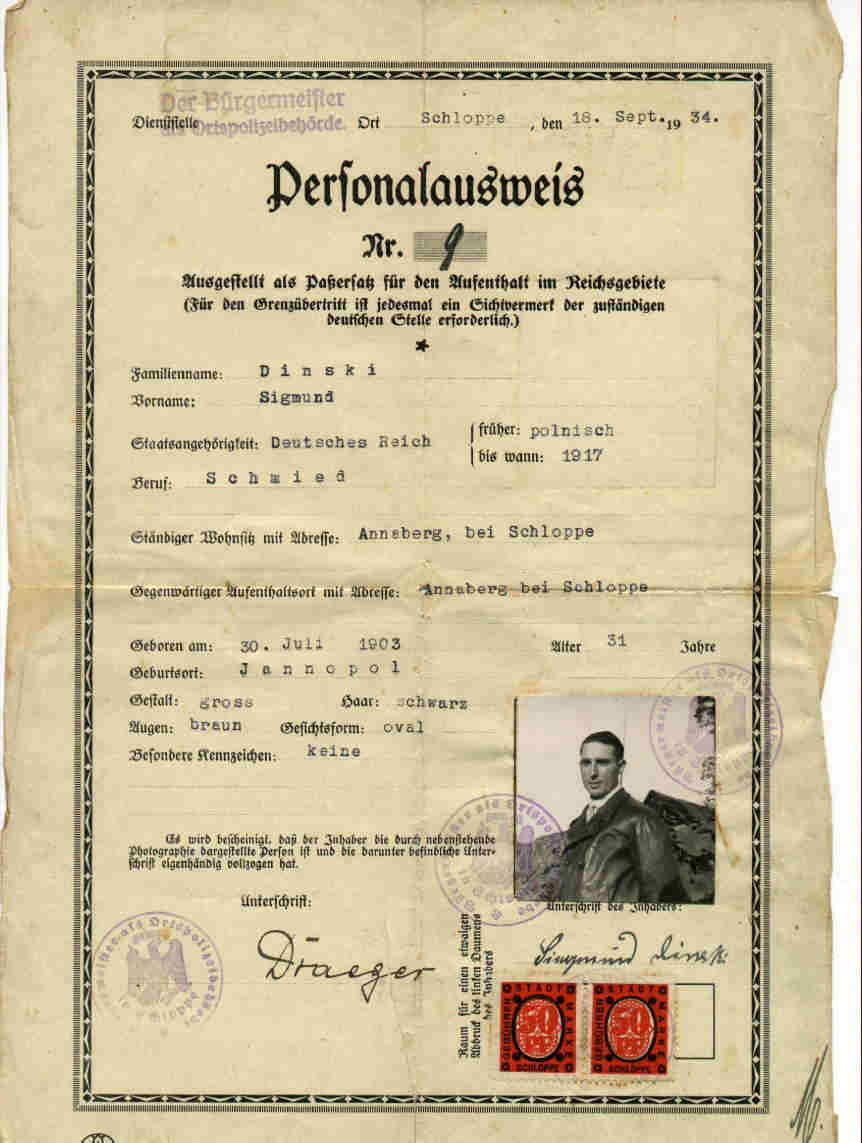 Der Bürgermeister
als Ortspolizeibehörde.
Dienststelle Ort Schloppe , den 18. Sept. 19 34.
Personalausweis
Nr. 9
Ausgestellt als Paßersatz für den Aufenthalt im Reichsgebiete
(Für den Grenzübertritt ist jedesmal ein Sichtvermerk der zuständigen
deutschen Stelle erforderlich.)
Familienname: Dinski
Vorname: Sigmund
Staatsangehörigkeit: Deutsches Reich
früher: polnisch
bis wann: 1917
Beruf: Schmied
Ständiger Wohnsitz mit Adresse: Annaberg, bei Schloppe
Gegenwärtiger Aufenthaltsort mit Adresse: Annaberg bei Schloppe
Geboren am: 30. Juli 1903 Alter 31 Jahre
Geburtsort: Jannopol
Gestalt: gross Haar: schwarz
Augen: braun Gesichtsform: oval
Besondere Kennzeichen: keine
Es wird bescheinigt, daß der Inhaber die durch nebenstehende
Photographie dargestellte Person ist und die darunter befindliche Unter-
schrift eigenhändig vollzogen hat.
Unterschrift:
Draeger
Unterschrift des Inhabers:
Siegmund Dinski
Raum für einen etwaigen
Abdruck des linken Daumens
des Inhabers
STADT
GEBÜHREN
MARKE
50
SCHLOPPE
STADT
GEBÜHREN
MARKE
50
SCHLOPPE